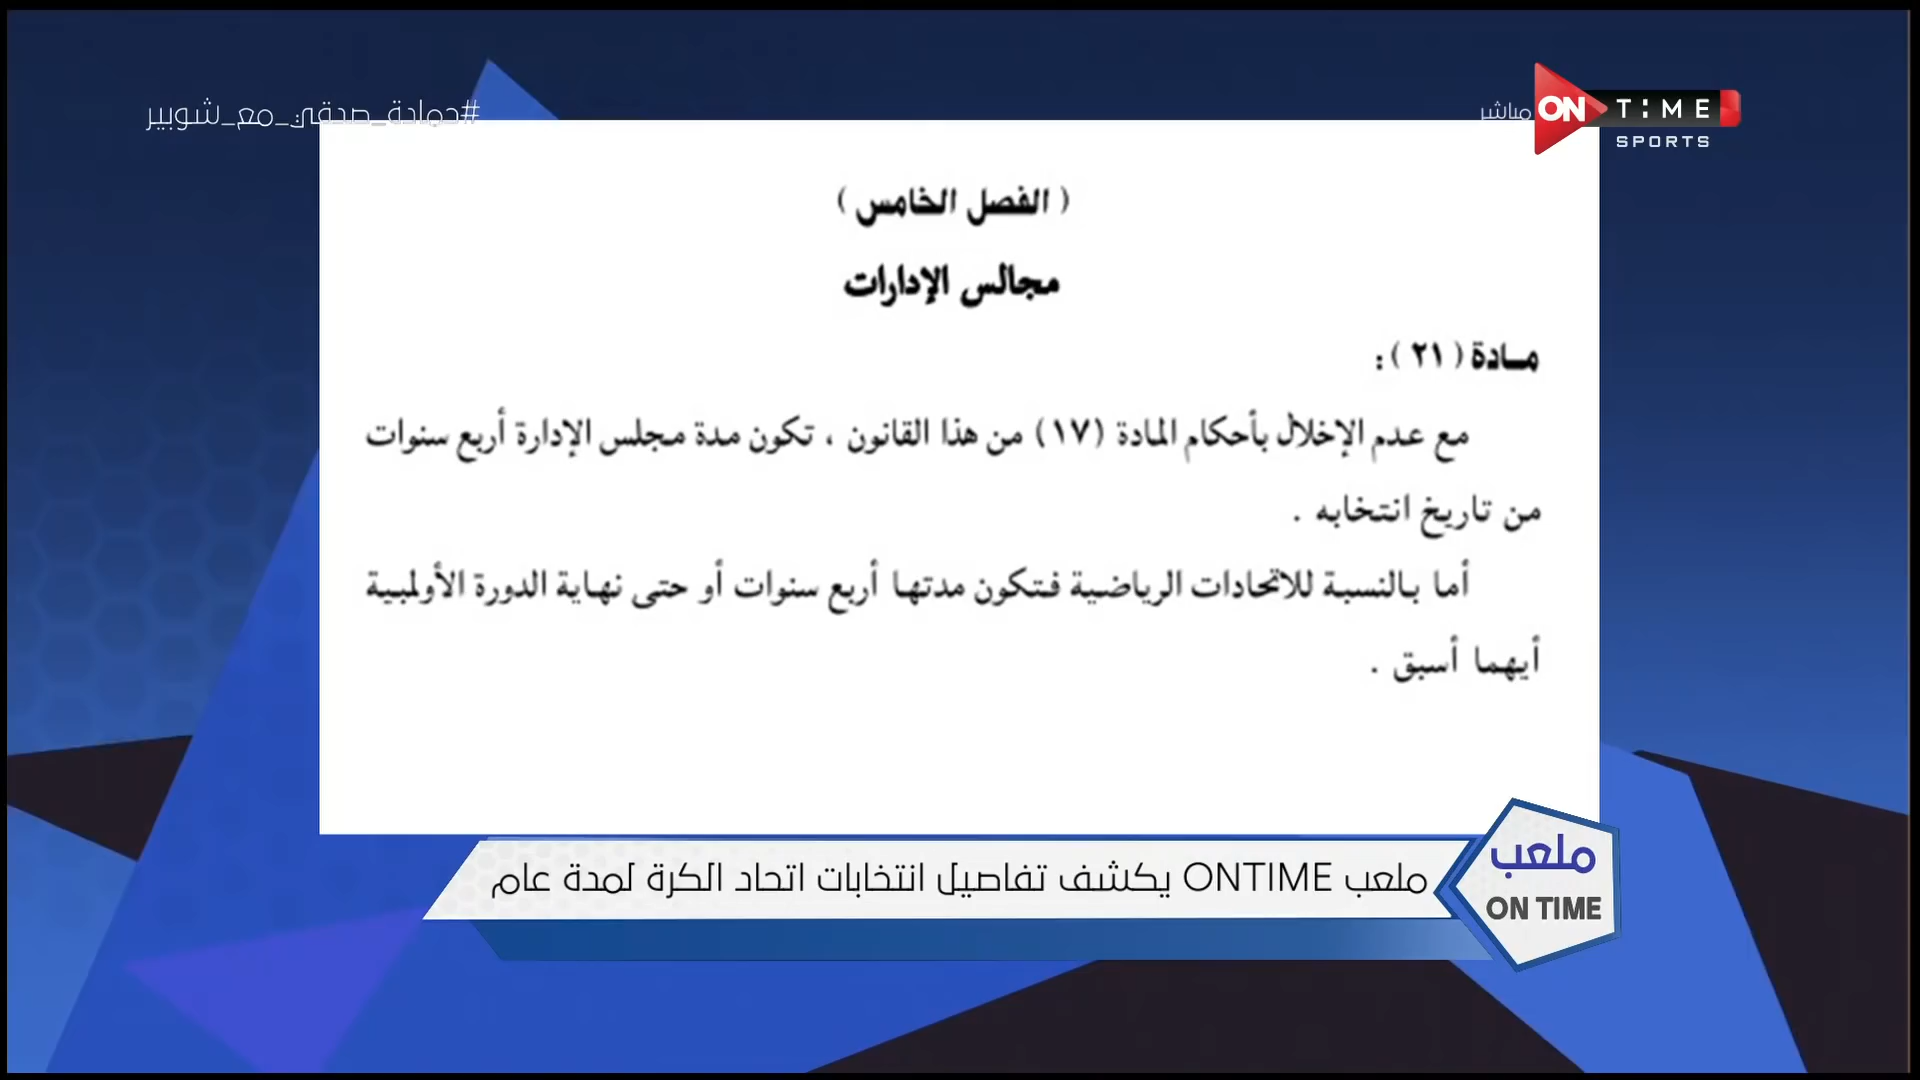 #حمادة_صدقي_مع_شوبير
مباشر
ON TIME
SPORTS
( الفصل الخامس )
مجالس الإدارات
مـادة ( ٢١ ) :
مع عدم الإخلال بأحكام المادة (١٧) من هذا القانون ، تكون مدة مجلس الإدارة أربع سنوات
من تاريخ انتخابه .
أما بالنسبة للاتحادات الرياضية فتكون مدتها أربع سنوات أو حتى نهاية الدورة الأولمبية
أيهما أسبق .
ملعب ONTIME يكشف تفاصيل انتخابات اتحاد الكرة لمدة عام
ملعب
ON TIME